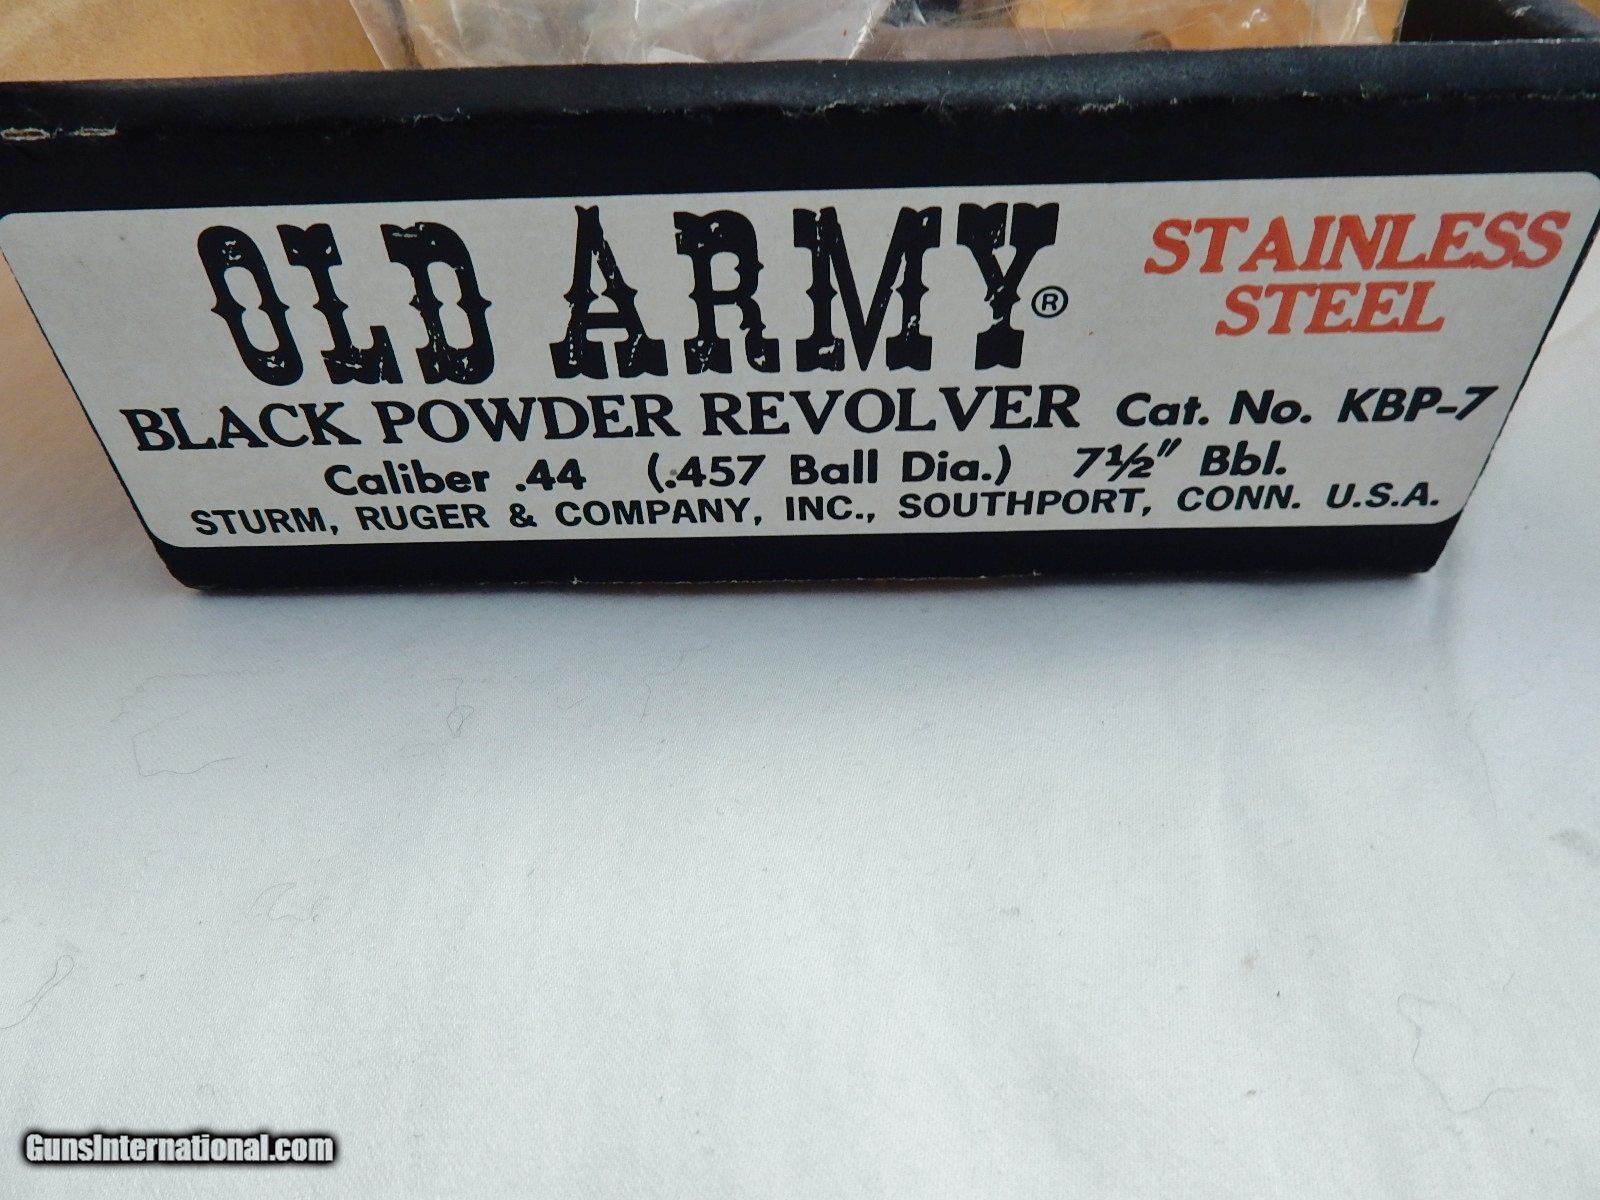 OLD ARMY®
STAINLESS
STEEL
BLACK POWDER REVOLVER Cat. No. KBP-7
Caliber .44 (.457 Ball Dia.) 7½" Bbl.
STURM, RUGER & COMPANY, INC., SOUTHPORT, CONN. U.S.A.
GunsInternational.com